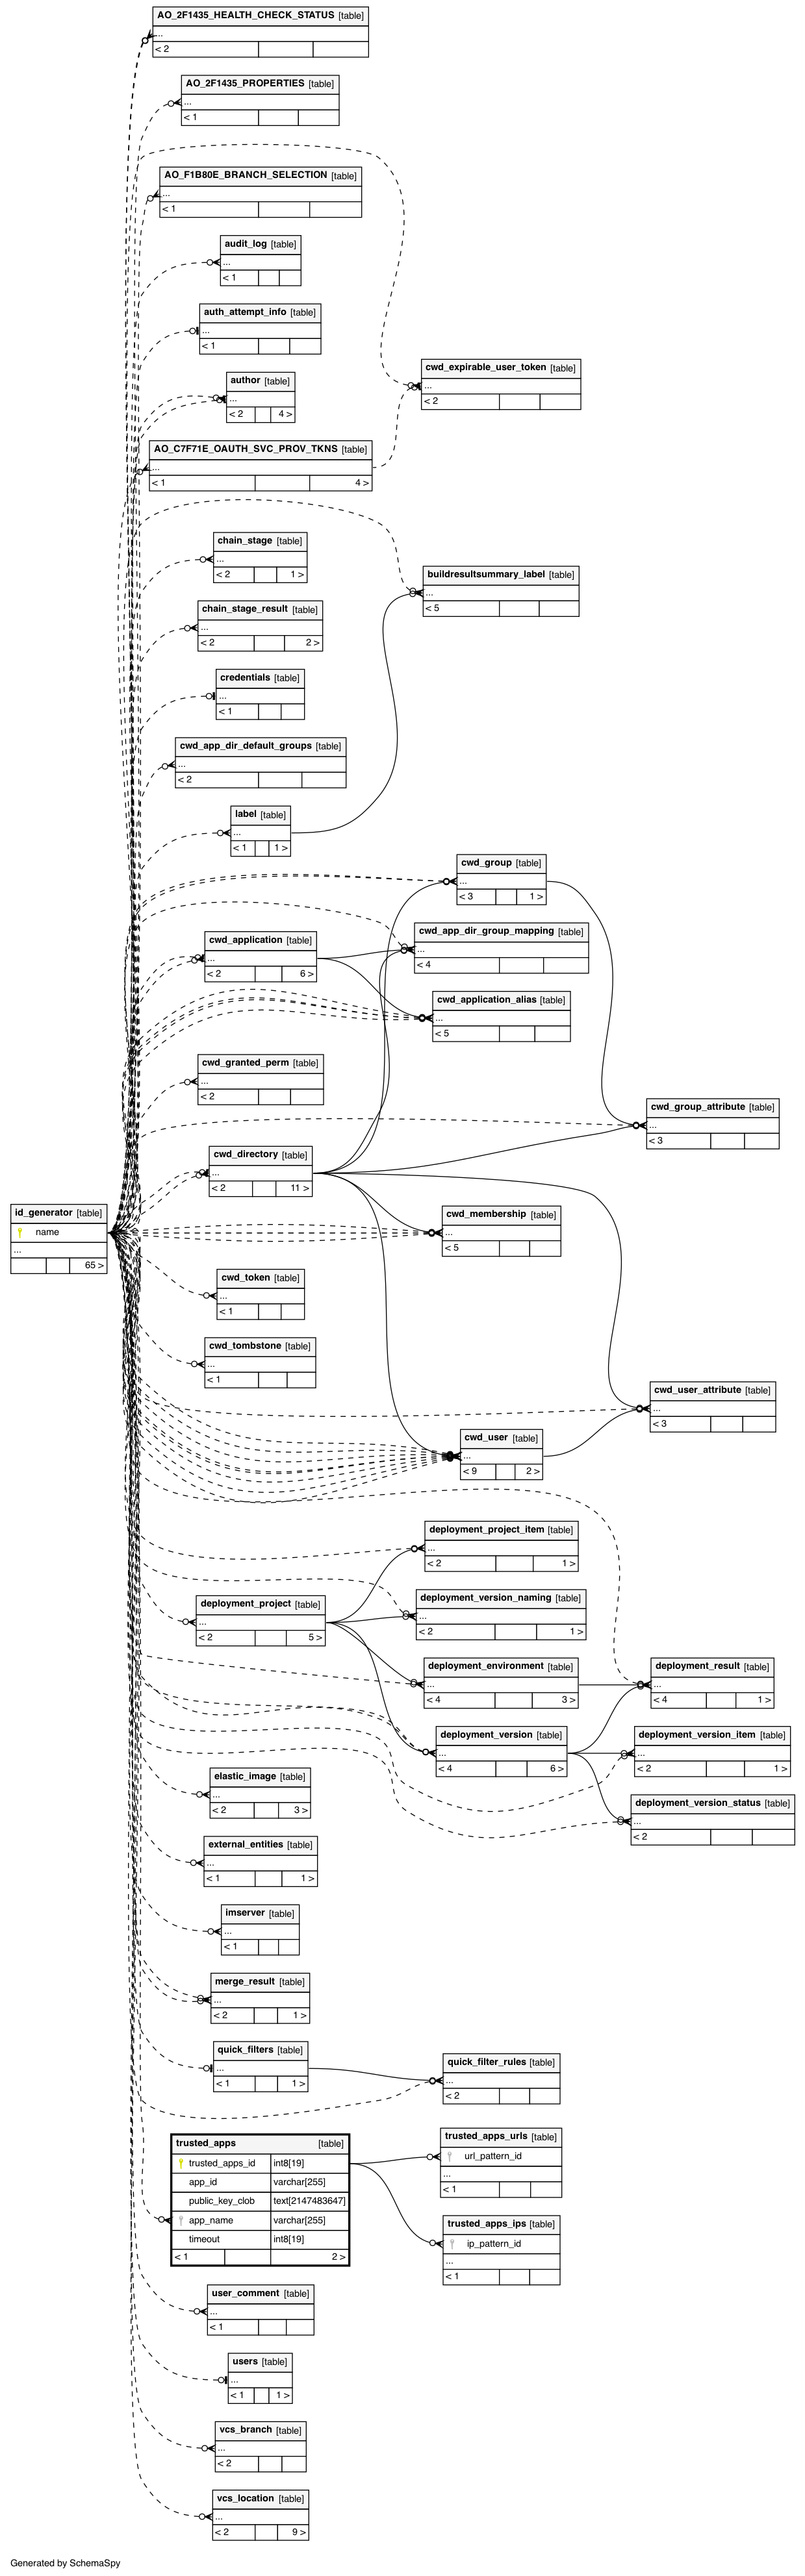 AO_2F1435_HEALTH_CHECK_STATUS [table]
...
< 2
AO_2F1435_PROPERTIES [table]
...
< 1
AO_F1B80E_BRANCH_SELECTION [table]
...
< 1
audit_log [table]
...
< 1
auth_attempt_info [table]
...
< 1
cwd_expirable_user_token [table]
...
< 2
author [table]
...
< 2 4 >
AO_C7F71E_OAUTH_SVC_PROV_TKNS [table]
...
< 1 4 >
chain_stage [table]
...
< 2 1 >
buildresultsummary_label [table]
...
< 5
chain_stage_result [table]
...
< 2 2 >
credentials [table]
...
< 1
cwd_app_dir_default_groups [table]
...
< 2
label [table]
...
< 1 1 >
cwd_group [table]
...
< 3 1 >
cwd_app_dir_group_mapping [table]
...
< 4
cwd_application [table]
...
< 2 6 >
cwd_application_alias [table]
...
< 5
cwd_granted_perm [table]
...
< 2
cwd_group_attribute [table]
...
< 3
cwd_directory [table]
...
< 2 11 >
id_generator [table]
name
...
65 >
cwd_membership [table]
...
< 5
cwd_token [table]
...
< 1
cwd_tombstone [table]
...
< 1
cwd_user_attribute [table]
...
< 3
cwd_user [table]
...
< 9 2 >
deployment_project_item [table]
...
< 2 1 >
deployment_project [table]
...
< 2 5 >
deployment_version_naming [table]
...
< 2 1 >
deployment_environment [table]
...
< 4 3 >
deployment_result [table]
...
< 4 1 >
deployment_version [table]
...
< 4 6 >
deployment_version_item [table]
...
< 2 1 >
elastic_image [table]
...
< 2 3 >
deployment_version_status [table]
...
< 2
external_entities [table]
...
< 1 1 >
imserver [table]
...
< 1
merge_result [table]
...
< 2 1 >
quick_filters [table]
...
< 1 1 >
quick_filter_rules [table]
...
< 2
trusted_apps [table]
trusted_apps_id int8[19]
app_id varchar[255]
public_key_clob text[2147483647]
app_name varchar[255]
timeout int8[19]
< 1 2 >
trusted_apps_urls [table]
url_pattern_id
...
< 1
trusted_apps_ips [table]
ip_pattern_id
...
< 1
user_comment [table]
...
< 1
users [table]
...
< 1 1 >
vcs_branch [table]
...
< 2
vcs_location [table]
...
< 2 9 >
Generated by SchemaSpy